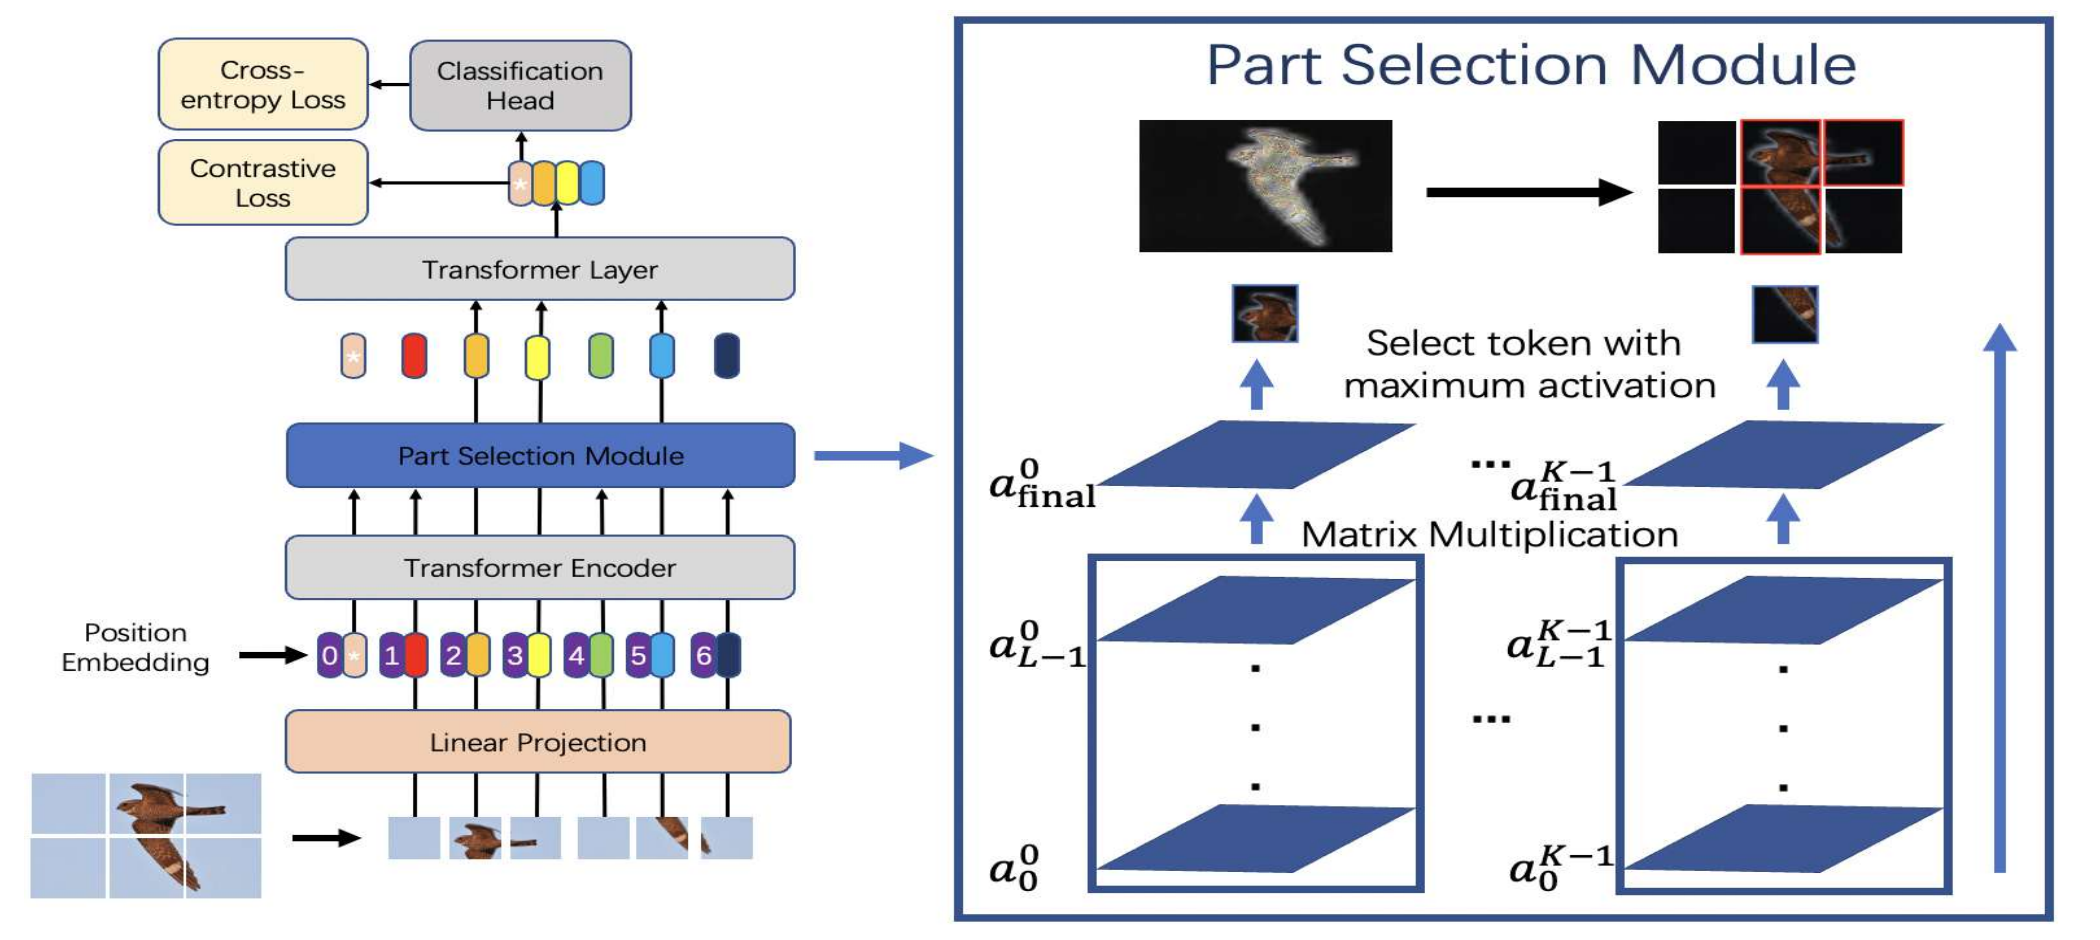 Cross-
entropy Loss
Classification
Head
Contrastive
Loss
*
Transformer Layer
*
Part Selection Module
Transformer Encoder
Position
Embedding
0 * 1 2 3 4 5 6
Linear Projection
Part Selection Module
Select token with
maximum activation
a^0_final ... a^{K-1}_final
Matrix Multiplication
a^0_{L-1} a^{K-1}_{L-1}
...
a^0_0 a^{K-1}_0